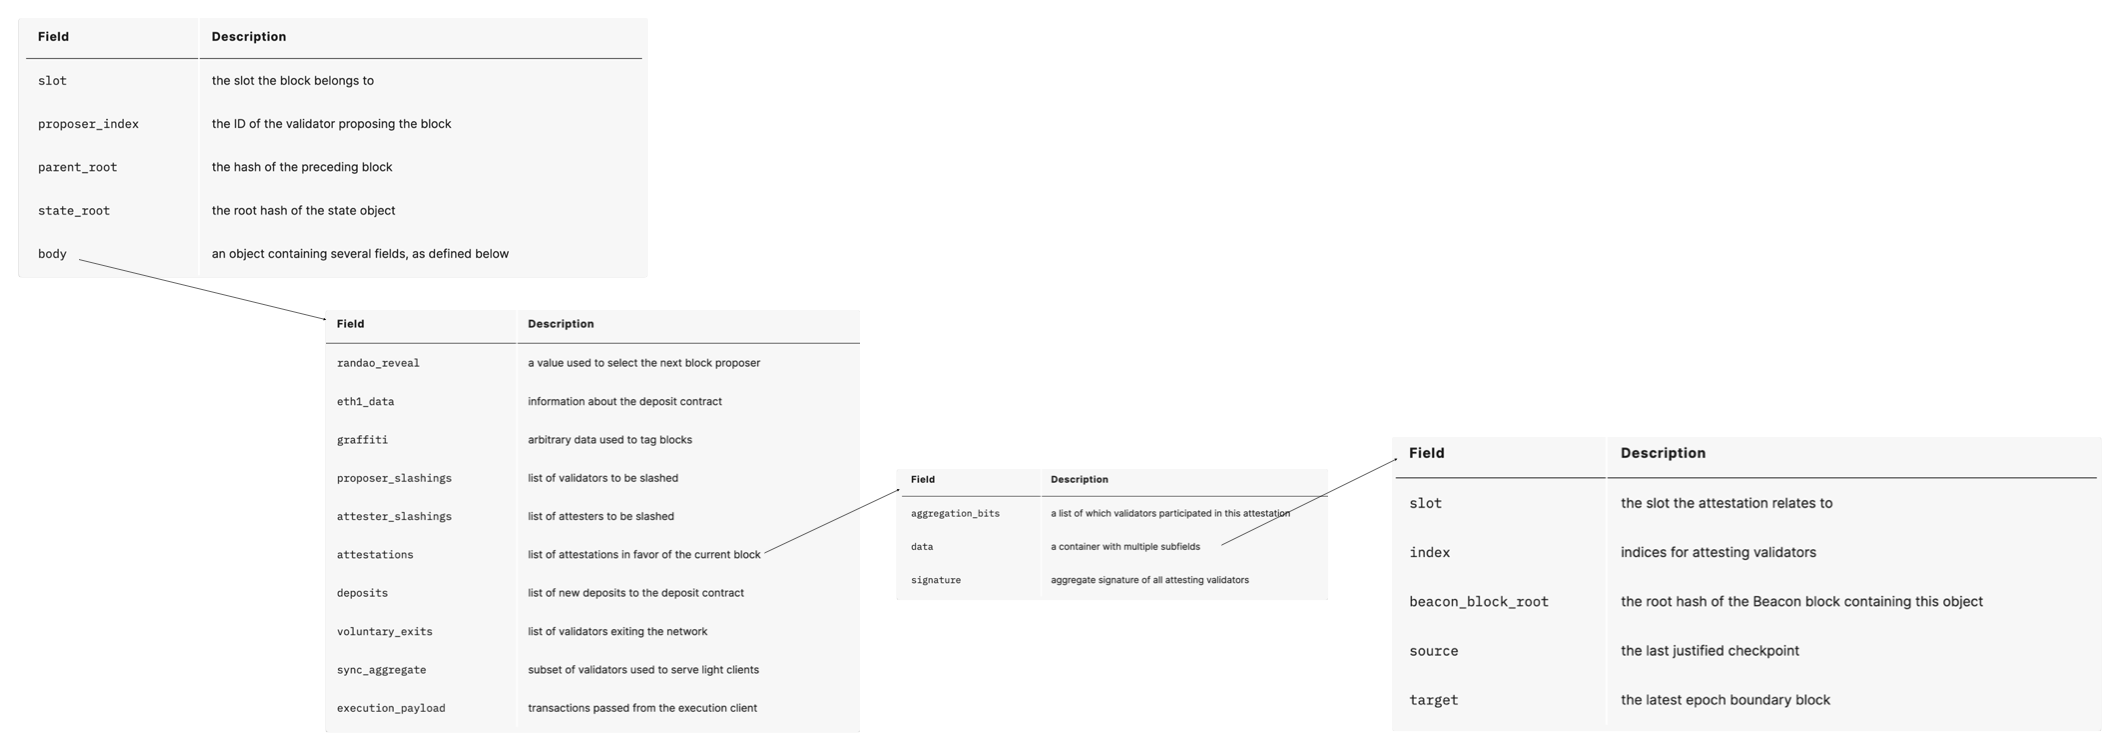 Field Description
slot the slot the block belongs to
proposer_index the ID of the validator proposing the block
parent_root the hash of the preceding block
state_root the root hash of the state object
body an object containing several fields, as defined below
Field Description
randao_reveal a value used to select the next block proposer
eth1_data information about the deposit contract
graffiti arbitrary data used to tag blocks
proposer_slashings list of validators to be slashed
attester_slashings list of attesters to be slashed
attestations list of attestations in favor of the current block
deposits list of new deposits to the deposit contract
voluntary_exits list of validators exiting the network
sync_aggregate subset of validators used to serve light clients
execution_payload transactions passed from the execution client
Field Description
aggregation_bits a list of which validators participated in this attestation
data a container with multiple subfields
signature aggregate signature of all attesting validators
Field Description
slot the slot the attestation relates to
index indices for attesting validators
beacon_block_root the root hash of the Beacon block containing this object
source the last justified checkpoint
target the latest epoch boundary block